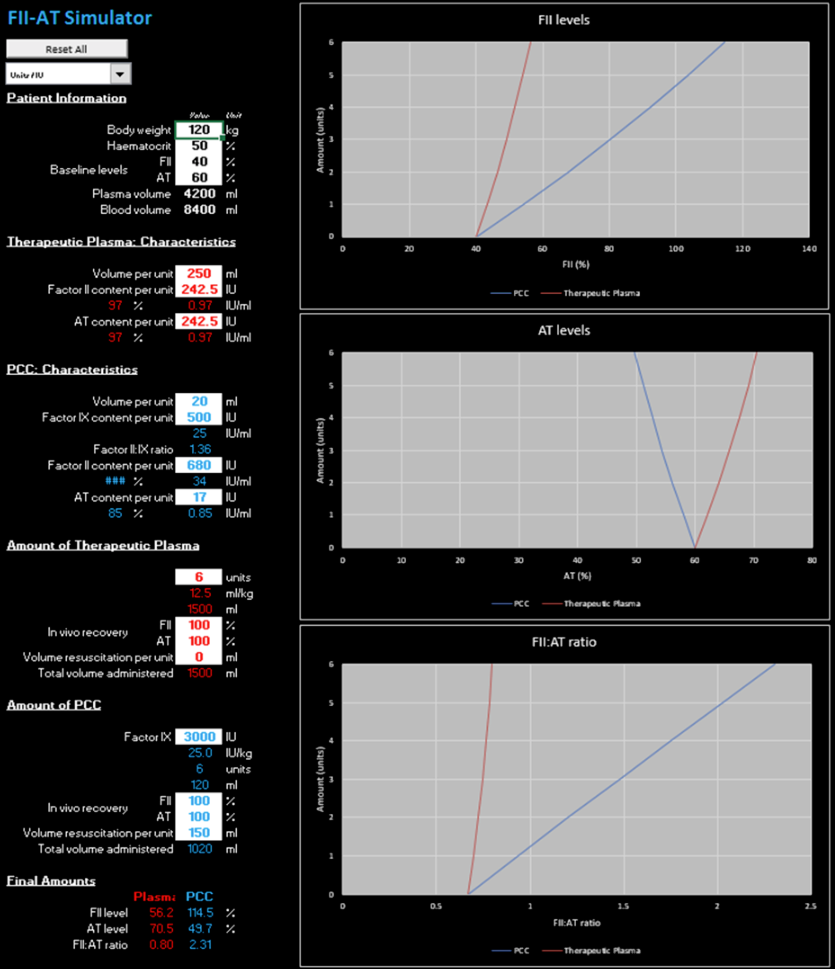 FII-AT Simulator
Reset All
Units / IU
Patient Information
Value Unit
Body weight 120 kg
Haematocrit 50 %
Baseline levels
FII 40 %
AT 60 %
Plasma volume 4200 ml
Blood volume 8400 ml
Therapeutic Plasma: Characteristics
Volume per unit 250 ml
Factor II content per unit 242.5 IU
97 % 0.97 IU/ml
AT content per unit 242.5 IU
97 % 0.97 IU/ml
PCC: Characteristics
Volume per unit 20 ml
Factor IX content per unit 500 IU
25 IU/ml
Factor II:IX ratio 1.36
Factor II content per unit 680 IU
### % 34 IU/ml
AT content per unit 17 IU
85 % 0.85 IU/ml
Amount of Therapeutic Plasma
6 units
12.5 ml/kg
1500 ml
In vivo recovery
FII 100 %
AT 100 %
Volume resuscitation per unit 0 ml
Total volume administered 1500 ml
Amount of PCC
Factor IX 3000 IU
25.0 IU/kg
6 units
120 ml
In vivo recovery
FII 100 %
AT 100 %
Volume resuscitation per unit 150 ml
Total volume administered 1020 ml
Final Amounts
Plasma PCC
FII level 56.2 114.5 %
AT level 70.5 49.7 %
FII:AT ratio 0.80 2.31
FII levels
Amount (units)
6
5
4
3
2
1
0
0 20 40 60 80 100 120 140
FII (%)
PCC Therapeutic Plasma
AT levels
Amount (units)
6
5
4
3
2
1
0
0 10 20 30 40 50 60 70 80
AT (%)
PCC Therapeutic Plasma
FII:AT ratio
Amount (units)
6
5
4
3
2
1
0
0 0.5 1 1.5 2 2.5
FII:AT ratio
PCC Therapeutic Plasma